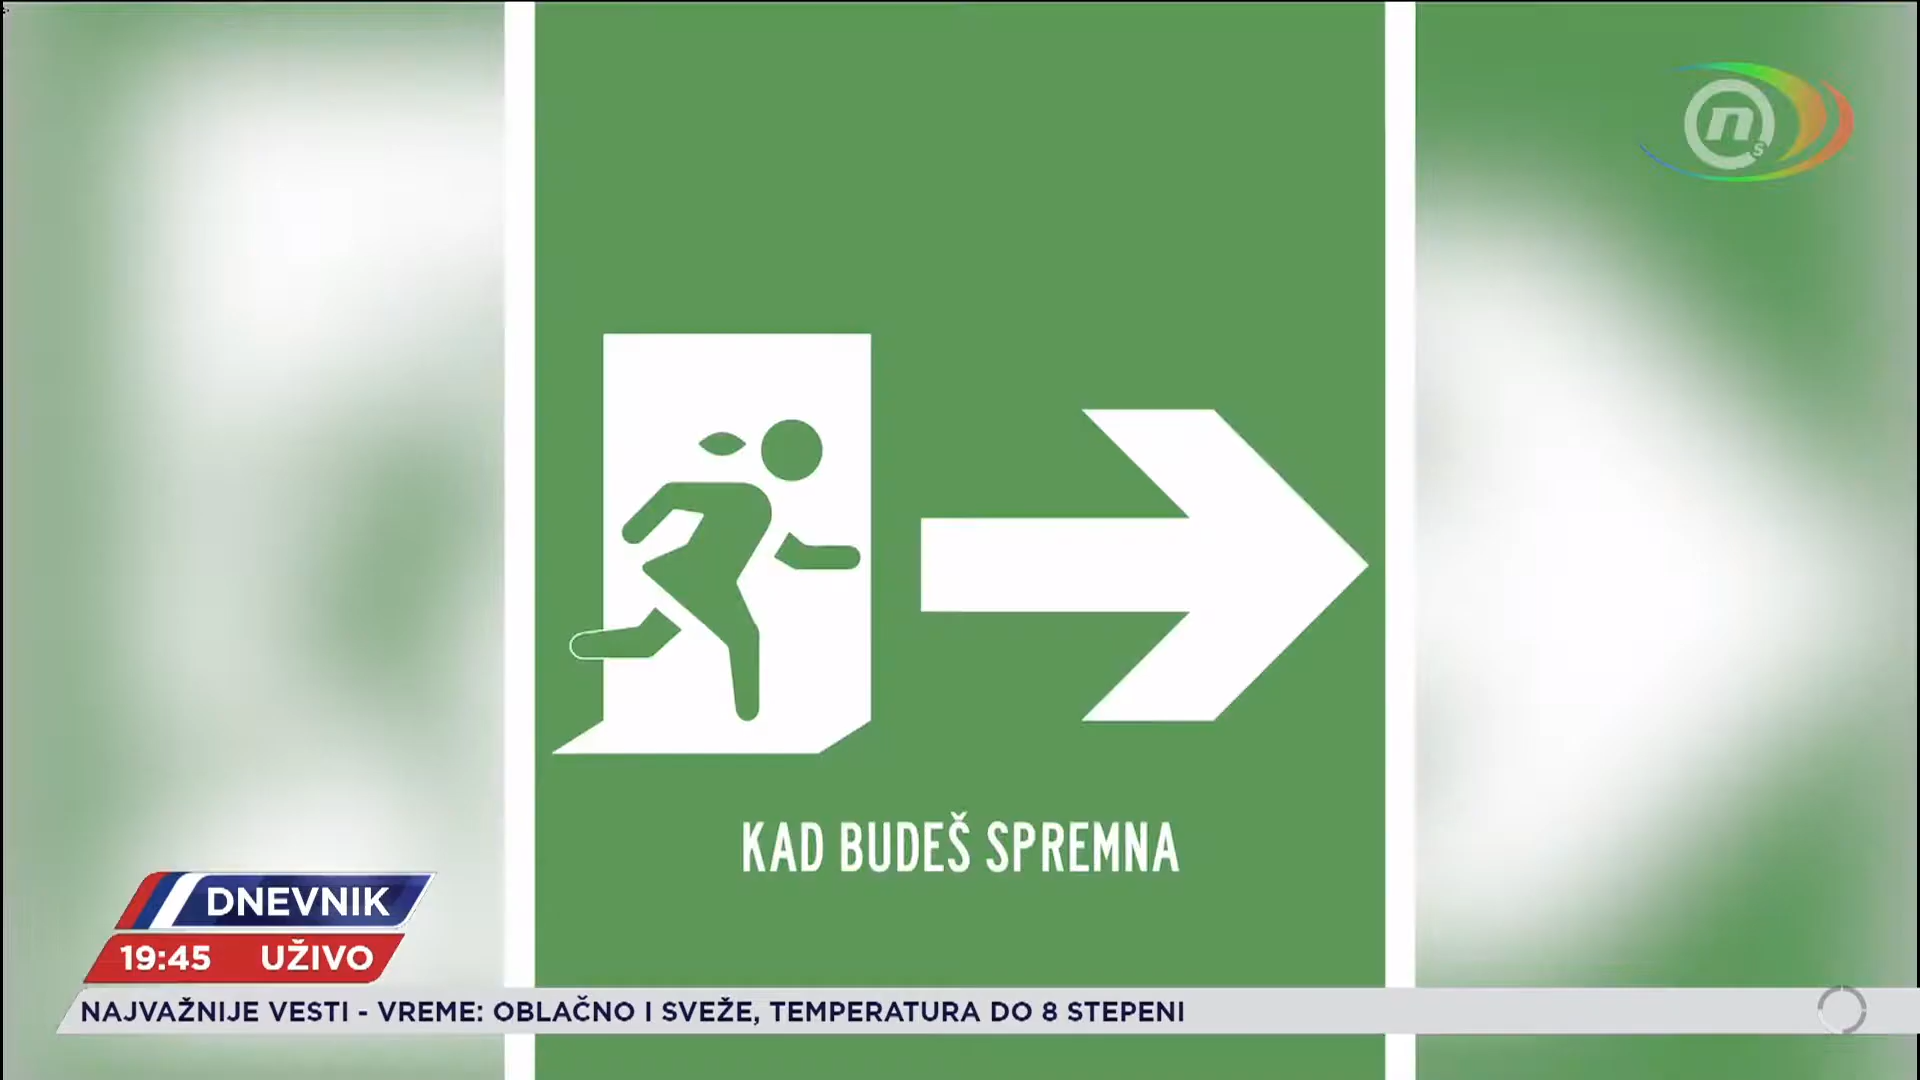 n
s
KAD BUDEŠ SPREMNA
DNEVNIK
19:45 UŽIVO
NAJVAŽNIJE VESTI - VREME: OBLAČNO I SVEŽE, TEMPERATURA DO 8 STEPENI